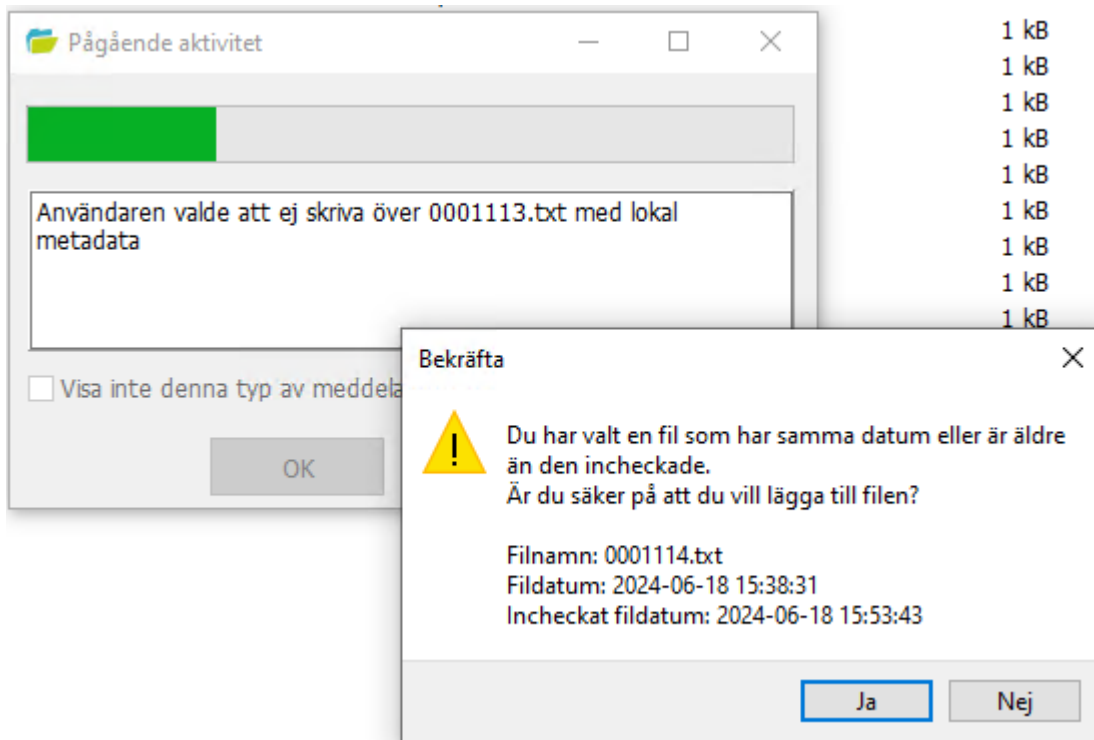 Pågående aktivitet
1 kB
1 kB
1 kB
1 kB
1 kB
1 kB
1 kB
1 kB
1 kB
Användaren valde att ej skriva över 0001113.txt med lokal
metadata
Visa inte denna typ av
OK
Bekräfta
Du har valt en fil som har samma datum eller är äldre
än den incheckade.
Är du säker på att du vill lägga till filen?
Filnamn: 0001114.txt
Fildatum: 2024-06-18 15:38:31
Incheckat fildatum: 2024-06-18 15:53:43
Ja
Nej